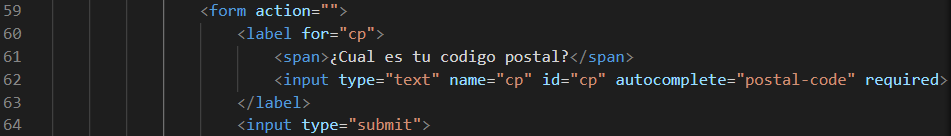 59 <form action="">
60 <label for="cp">
61 <span>¿Cual es tu codigo postal?</span>
62 <input type="text" name="cp" id="cp" autocomplete="postal-code" required>
63 </label>
64 <input type="submit">